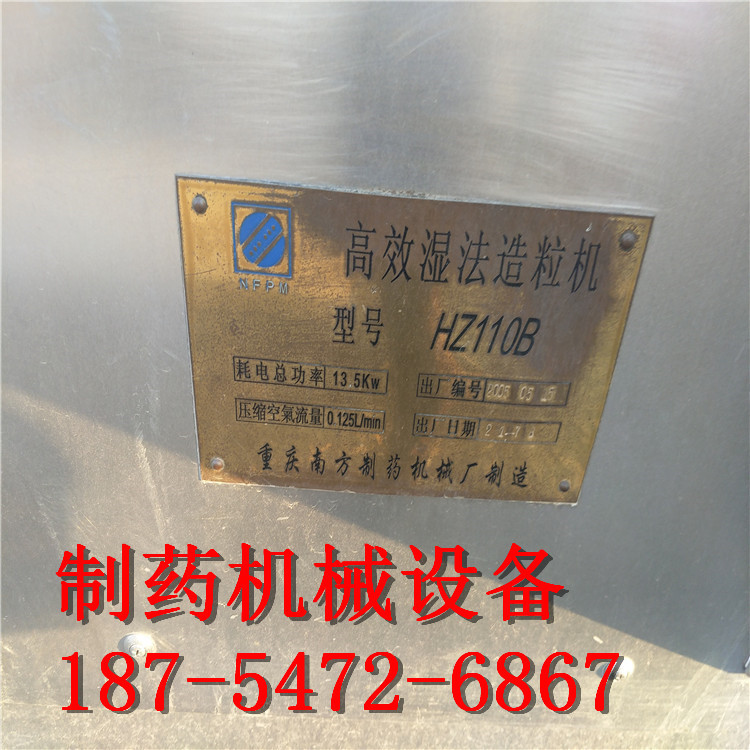 NFPM
高效湿法造粒机
型号 HZ110B
耗电总功率 13.5Kw
出厂编号
压缩空氣流量 0.125L/min
出厂日期
重庆南方制药机械厂制造
制药机械设备
187-5472-6867